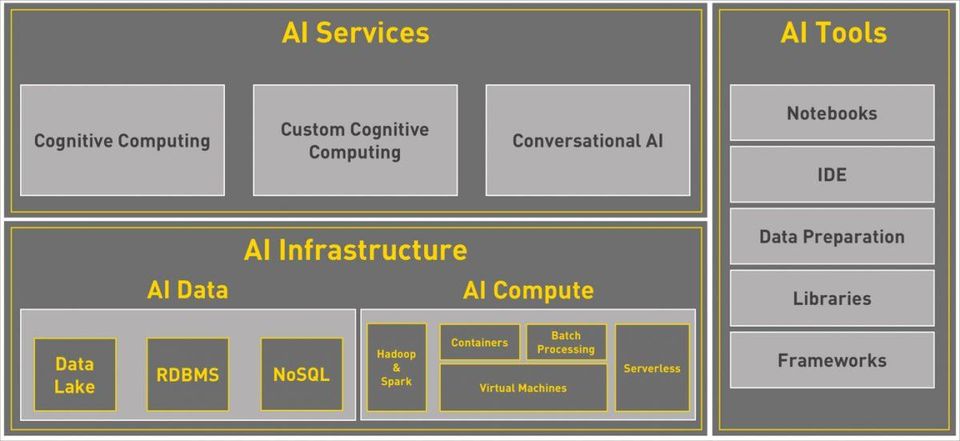 AI Services
Cognitive Computing
Custom Cognitive
Computing
Conversational AI
AI Tools
Notebooks
IDE
Data Preparation
Libraries
Frameworks
AI Infrastructure
AI Data
Data
Lake
RDBMS
NoSQL
AI Compute
Hadoop
&
Spark
Containers
Batch
Processing
Virtual Machines
Serverless